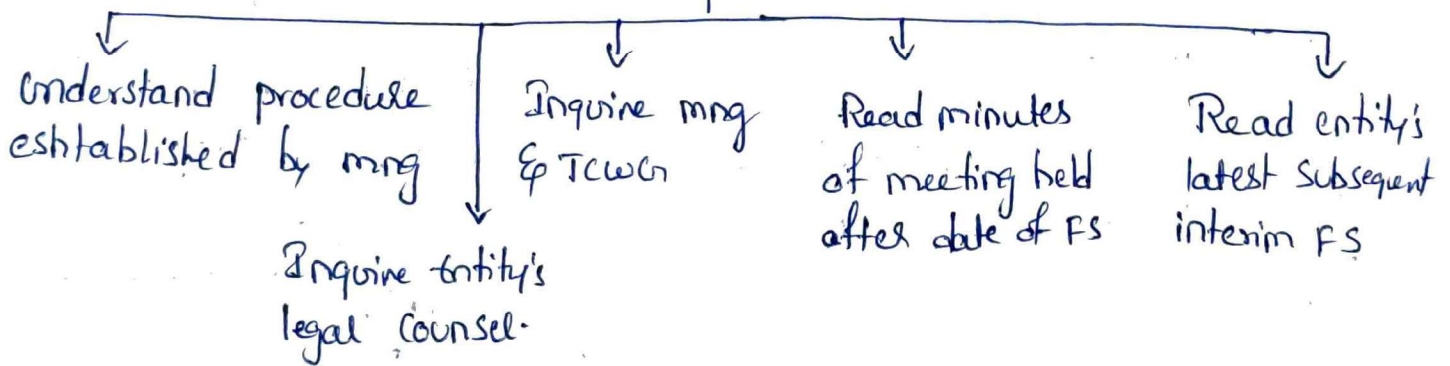 understand procedure
eshtablished by mng
Inquire mng
& TCWG
Read minutes
of meeting held
after date of FS
Read entity's
latest subsequent
interim FS
Inquire Entity's
legal counsel.